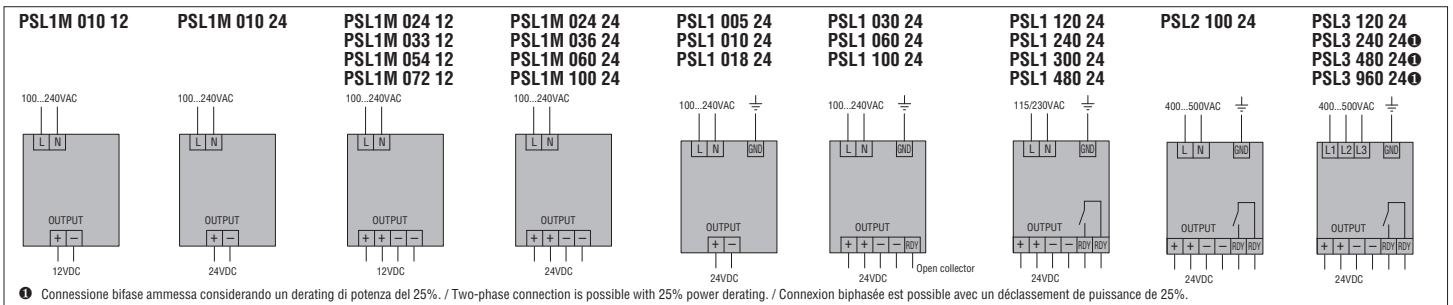 PSL1M 010 12
100...240VAC
L N
OUTPUT
+ −
12VDC
PSL1M 010 24
100...240VAC
L N
OUTPUT
+ −
24VDC
PSL1M 024 12
PSL1M 033 12
PSL1M 054 12
PSL1M 072 12
100...240VAC
L N
OUTPUT
+ + − −
12VDC
PSL1M 024 24
PSL1M 036 24
PSL1M 060 24
PSL1M 100 24
100...240VAC
L N
OUTPUT
+ + − −
24VDC
PSL1 005 24
PSL1 010 24
PSL1 018 24
100...240VAC
L N GND
OUTPUT
+ −
24VDC
PSL1 030 24
PSL1 060 24
PSL1 100 24
100...240VAC
L N GND
OUTPUT
+ + − − RDY
Open collector
24VDC
PSL1 120 24
PSL1 240 24
PSL1 300 24
PSL1 480 24
115/230VAC
L N GND
OUTPUT
+ + − − RDY RDY
24VDC
PSL2 100 24
400...500VAC
L N GND
OUTPUT
+ + − − RDY RDY
24VDC
PSL3 120 24
PSL3 240 24❶
PSL3 480 24❶
PSL3 960 24❶
400...500VAC
L1 L2 L3 GND
OUTPUT
+ + − − RDY RDY
24VDC
❶ Connessione bifase ammessa considerando un derating di potenza del 25%. / Two-phase connection is possible with 25% power derating. / Connexion biphasée est possible avec un déclassement de puissance de 25%.